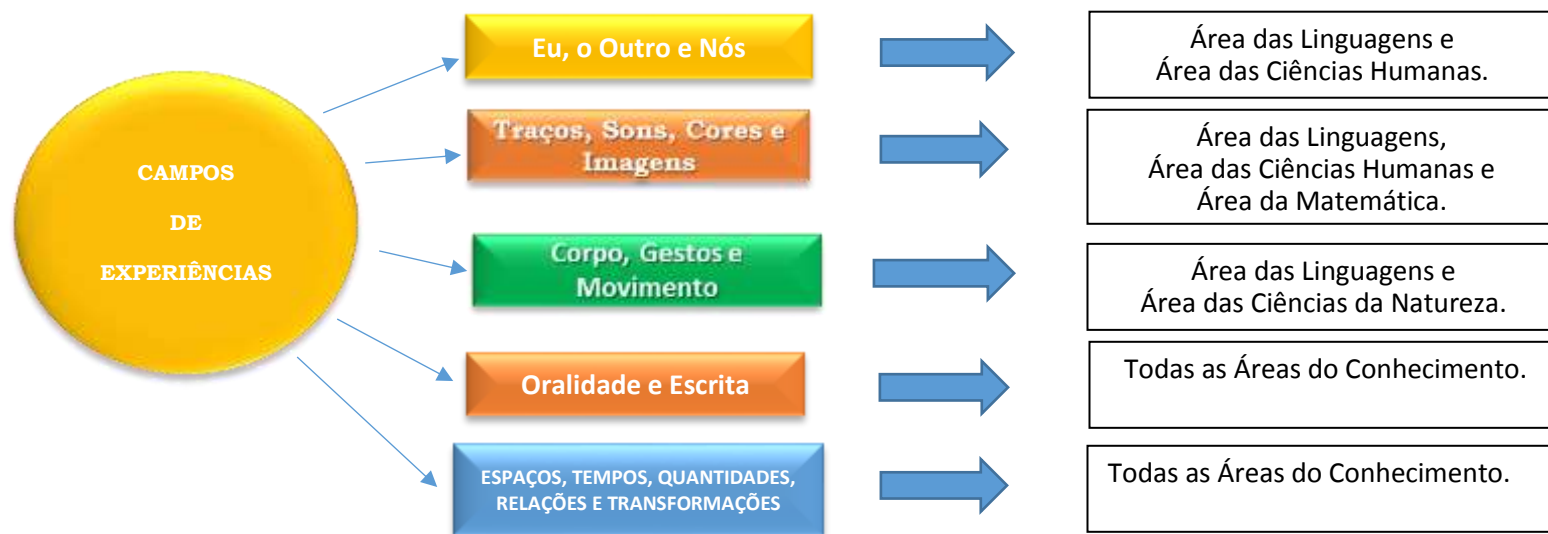 CAMPOS
DE
EXPERIÊNCIAS
Eu, o Outro e Nós
Área das Linguagens e
Área das Ciências Humanas.
Traços, Sons, Cores e
Imagens
Área das Linguagens,
Área das Ciências Humanas e
Área da Matemática.
Corpo, Gestos e
Movimento
Área das Linguagens e
Área das Ciências da Natureza.
Oralidade e Escrita
Todas as Áreas do Conhecimento.
ESPAÇOS, TEMPOS, QUANTIDADES,
RELAÇÕES E TRANSFORMAÇÕES
Todas as Áreas do Conhecimento.